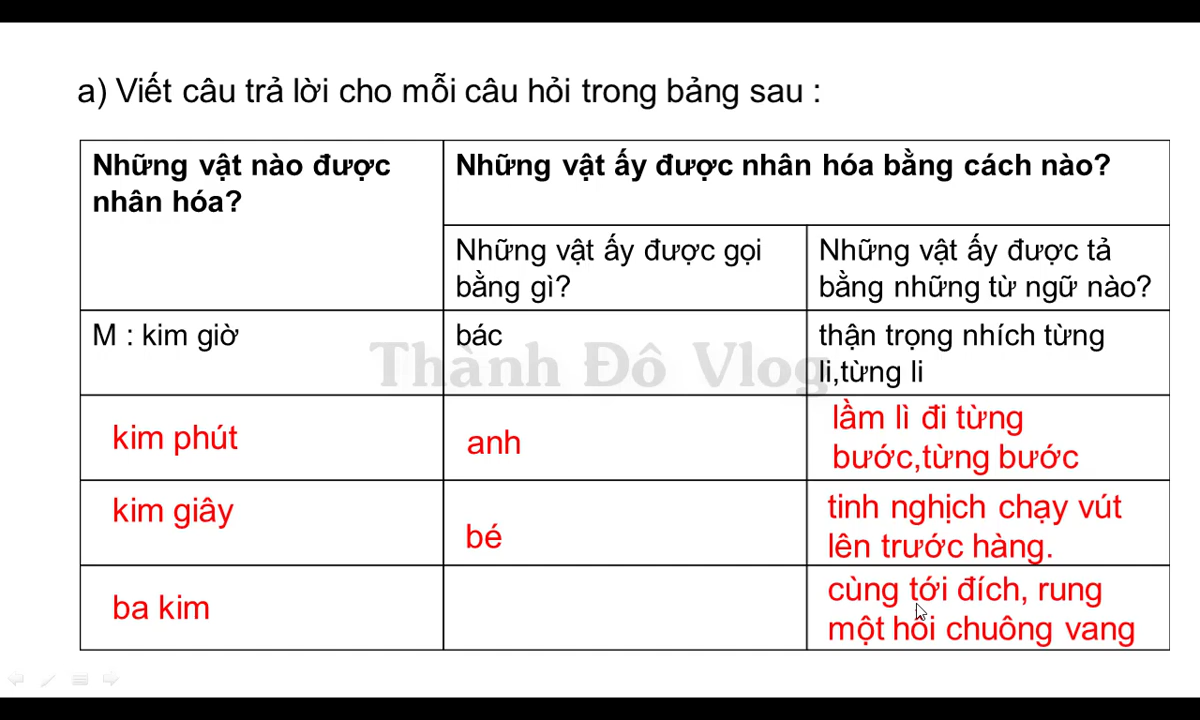 a) Viết câu trả lời cho mỗi câu hỏi trong bảng sau :
Những vật nào được
nhân hóa?
Những vật ấy được nhân hóa bằng cách nào?
Những vật ấy được gọi
bằng gì?
Những vật ấy được tả
bằng những từ ngữ nào?
M : kim giờ
bác
thận trọng nhích từng
li,từng li
Thành Đô Vlog
kim phút
anh
lầm lì đi từng
bước,từng bước
kim giây
bé
tinh nghịch chạy vút
lên trước hàng.
ba kim
cùng tới đích, rung
một hồi chuông vang